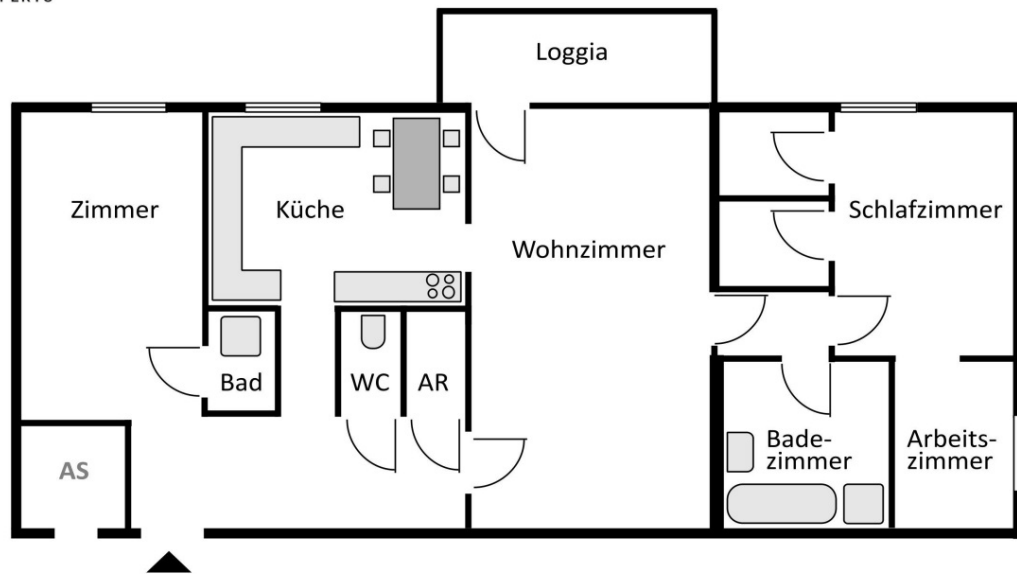 Loggia
Zimmer
Küche
Wohnzimmer
Schlafzimmer
Bad
WC
AR
AS
Bade-
zimmer
Arbeits-
zimmer